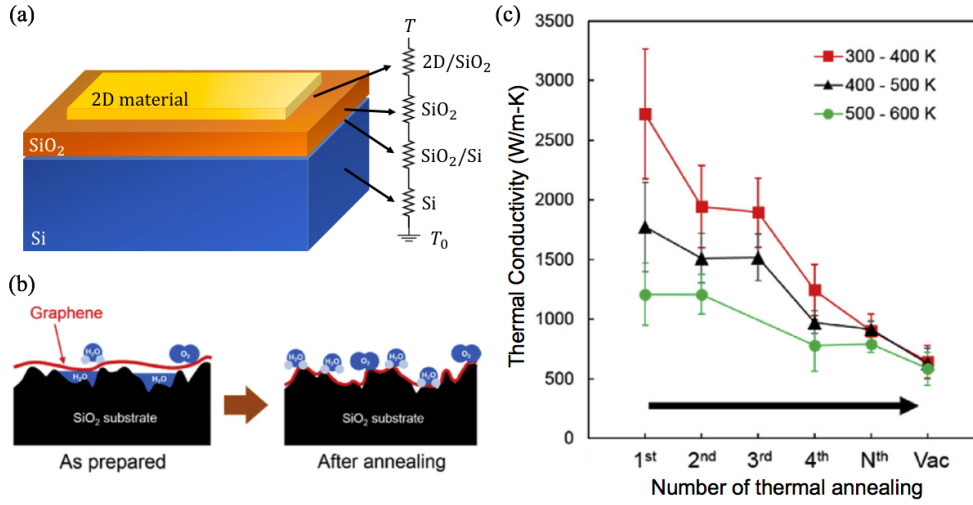 (a)
T
2D/SiO₂
2D material
SiO₂
SiO₂
SiO₂/Si
Si
Si
T₀
(b)
Graphene
H₂O
O₂
H₂O
H₂O
SiO₂ substrate
As prepared
H₂O
H₂O
O₂
H₂O
H₂O
O₂
SiO₂ substrate
After annealing
(c)
Thermal Conductivity (W/m-K)
3500
3000
2500
2000
1500
1000
500
0
300 - 400 K
400 - 500 K
500 - 600 K
1st
2nd
3rd
4th
Nth
Vac
Number of thermal annealing